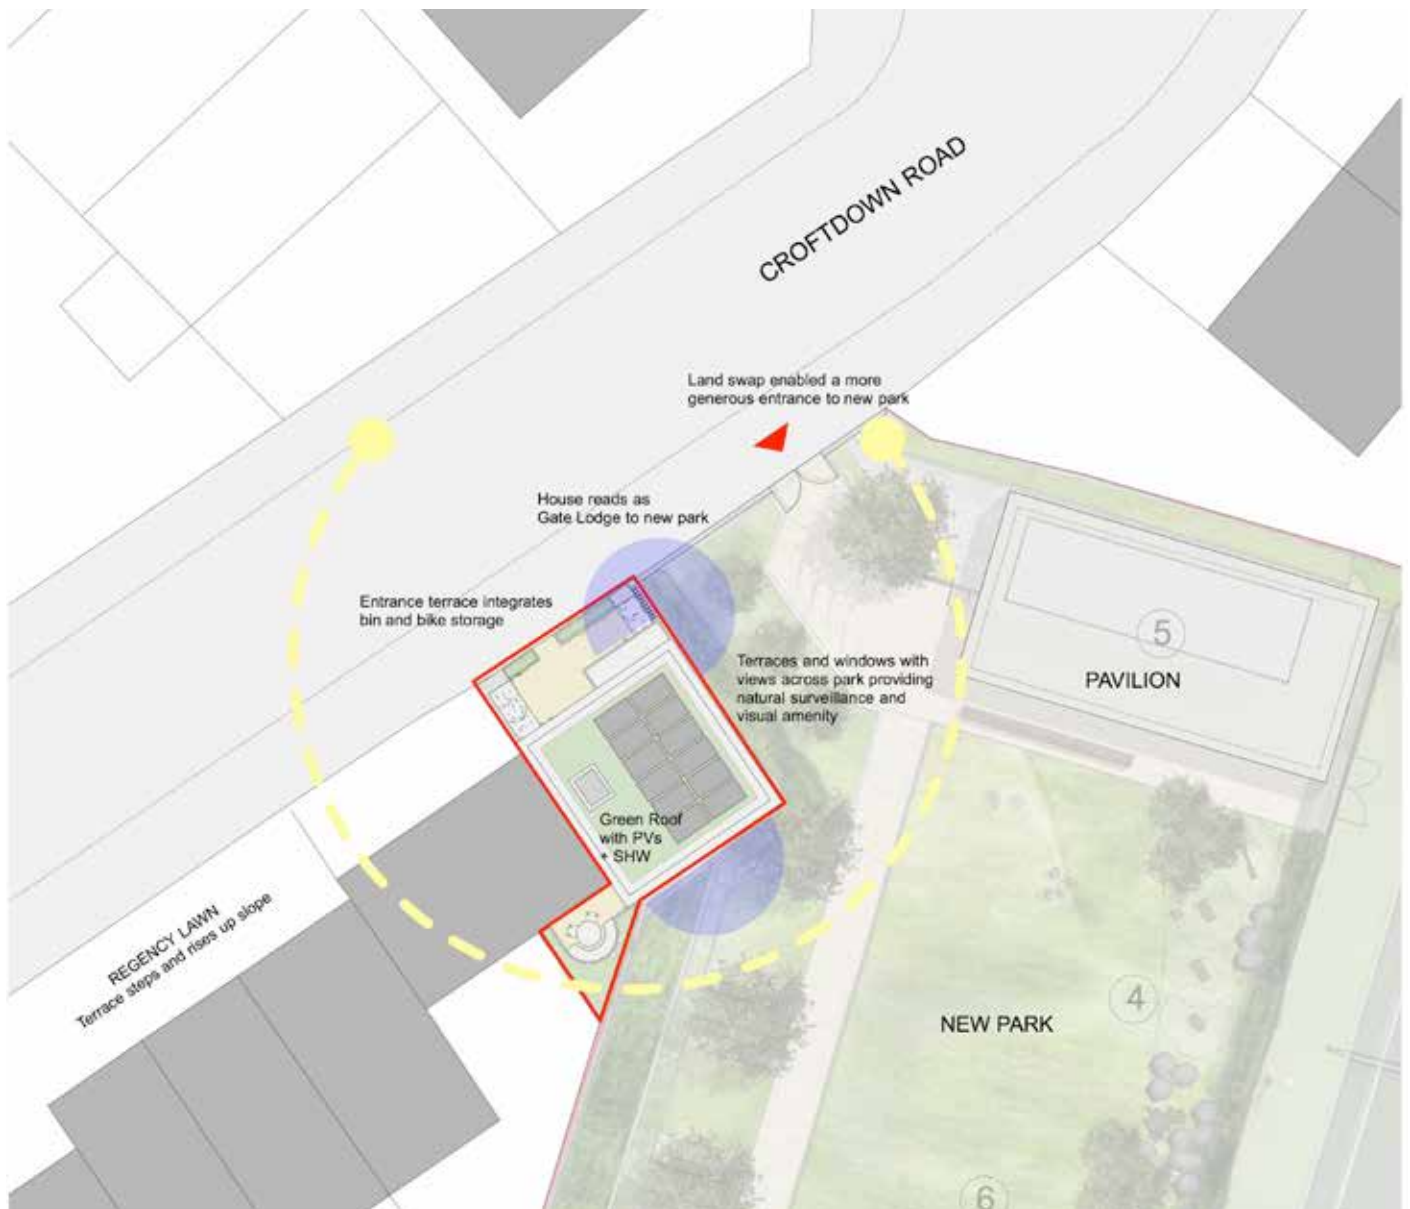 CROFTDOWN ROAD
Land swap enabled a more
generous entrance to new park
House reads as
Gate Lodge to new park
Entrance terrace integrates
bin and bike storage
Terraces and windows with
views across park providing
natural surveillance and
visual amenity
5
PAVILION
Green Roof
with PVs
+ SHW
REGENCY LAWN
Terrace steps and rises up slope
4
NEW PARK
6